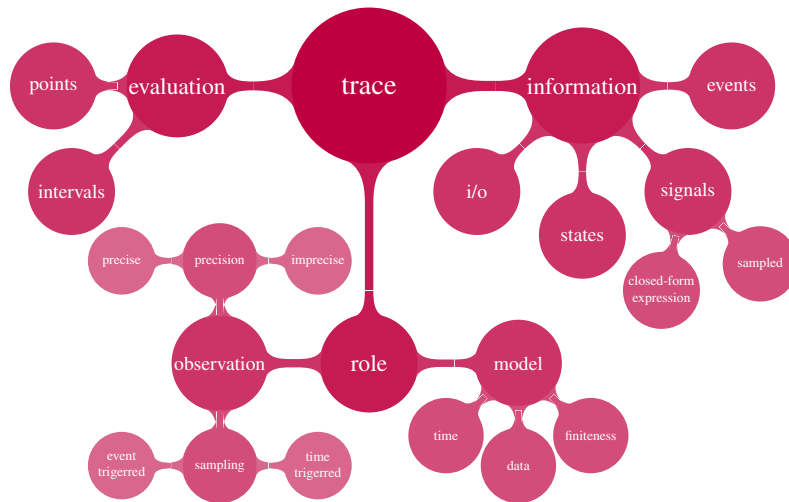 trace
evaluation
points
intervals
information
events
i/o
states
signals
closed-form
expression
sampled
role
observation
precision
precise
imprecise
sampling
event
trigerred
time
trigerred
model
time
data
finiteness